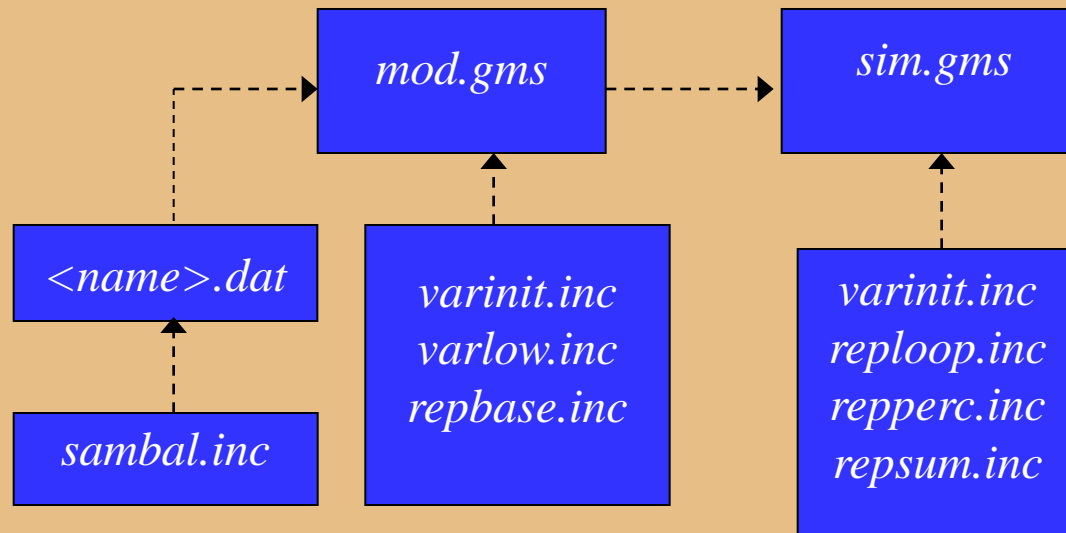 mod.gms
sim.gms
<name>.dat
varinit.inc
varlow.inc
repbase.inc
varinit.inc
reploop.inc
repperc.inc
repsum.inc
sambal.inc